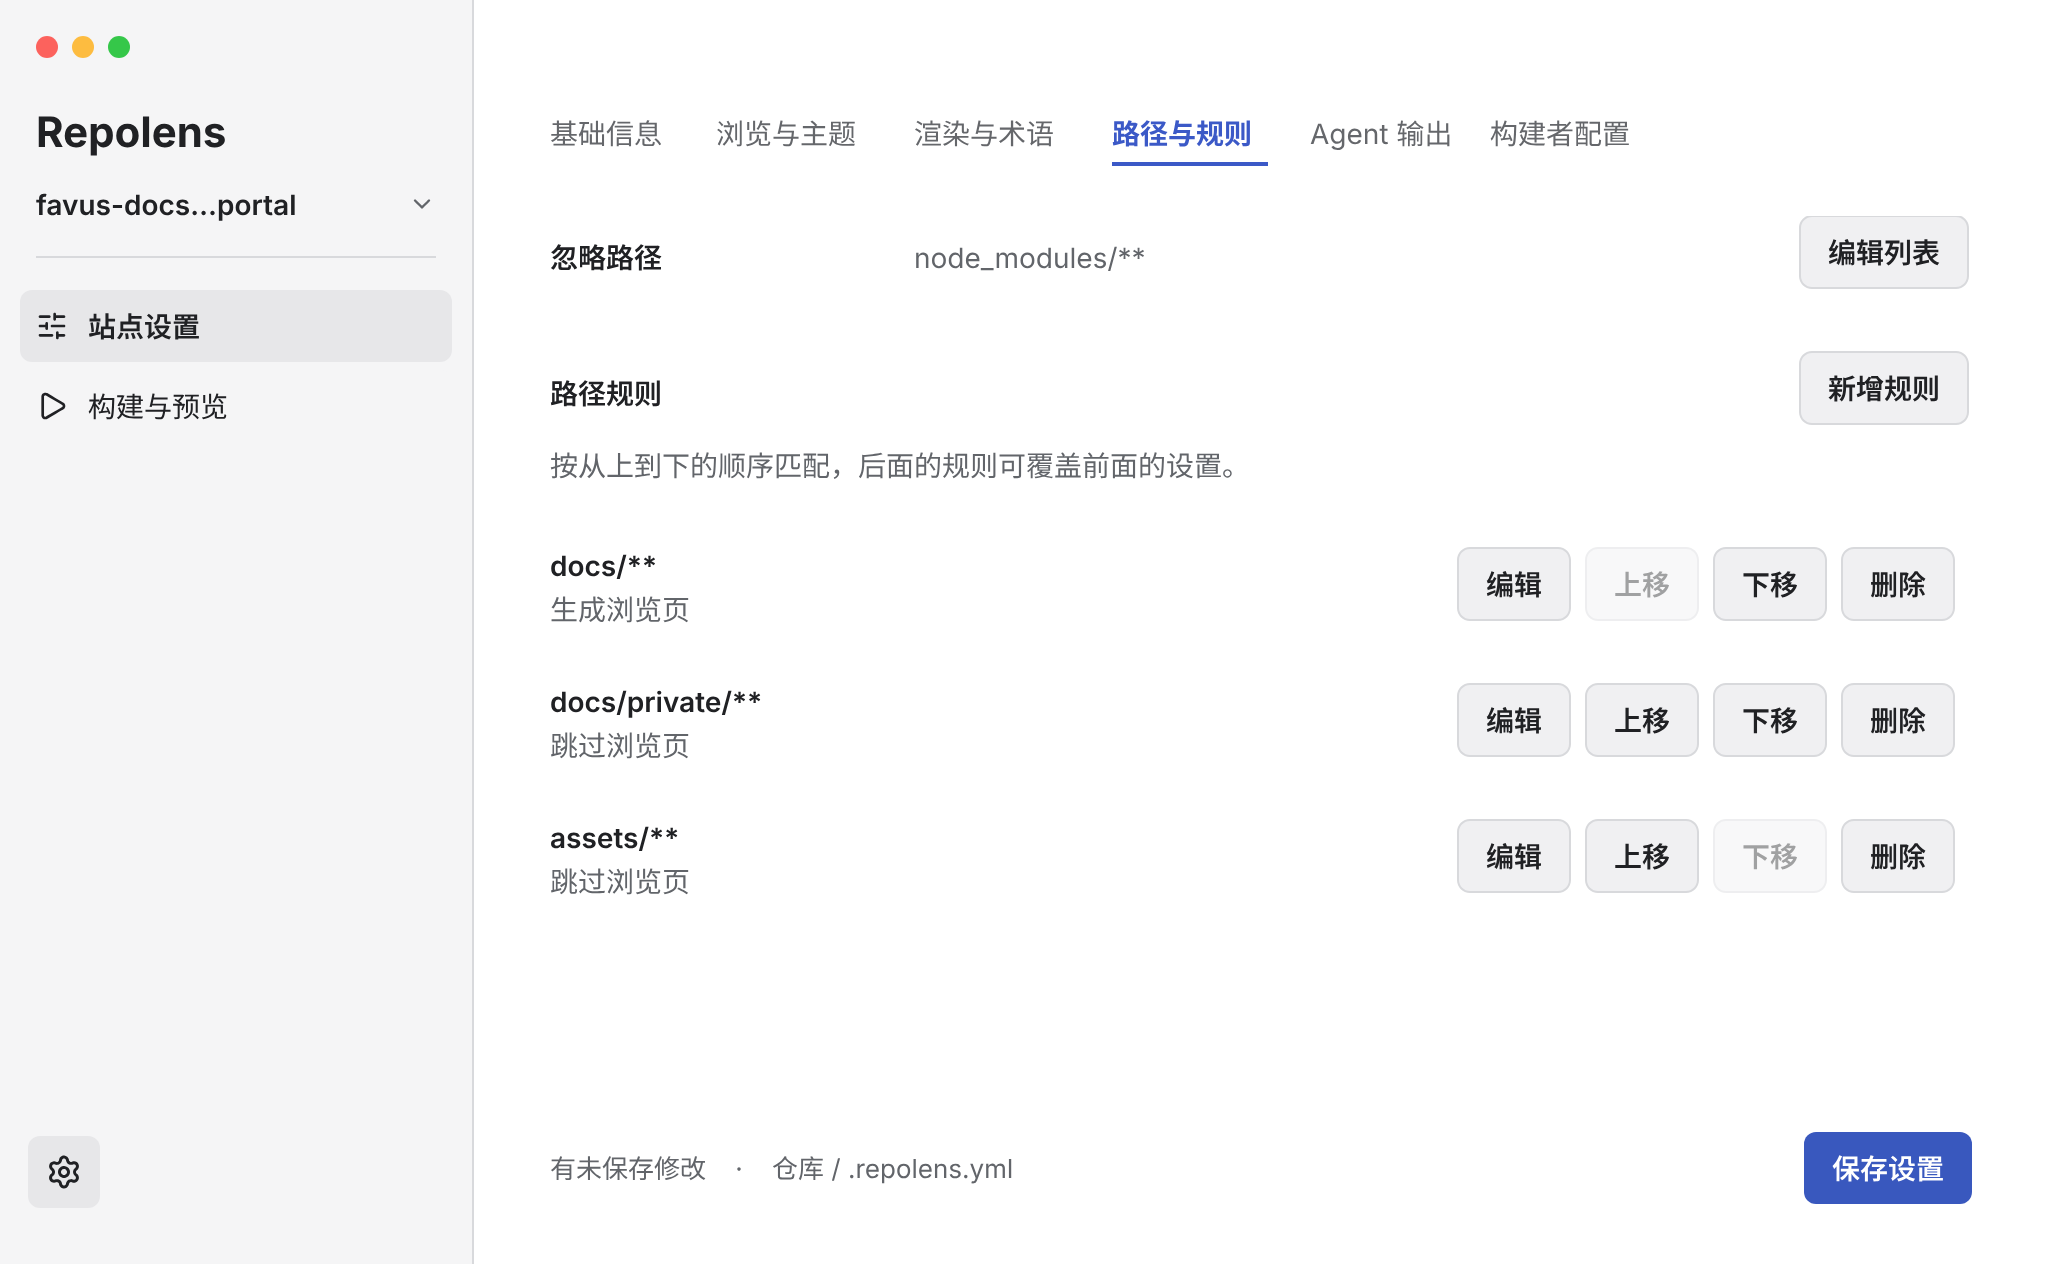 Repolens
favus-docs...portal
站点设置
构建与预览
基础信息 浏览与主题 渲染与术语 路径与规则 Agent 输出 构建者配置
忽略路径 node_modules/** 编辑列表
路径规则 新增规则
按从上到下的顺序匹配，后面的规则可覆盖前面的设置。
docs/**
生成浏览页
编辑 上移 下移 删除
docs/private/**
跳过浏览页
编辑 上移 下移 删除
assets/**
跳过浏览页
编辑 上移 下移 删除
有未保存修改 · 仓库 / .repolens.yml 保存设置